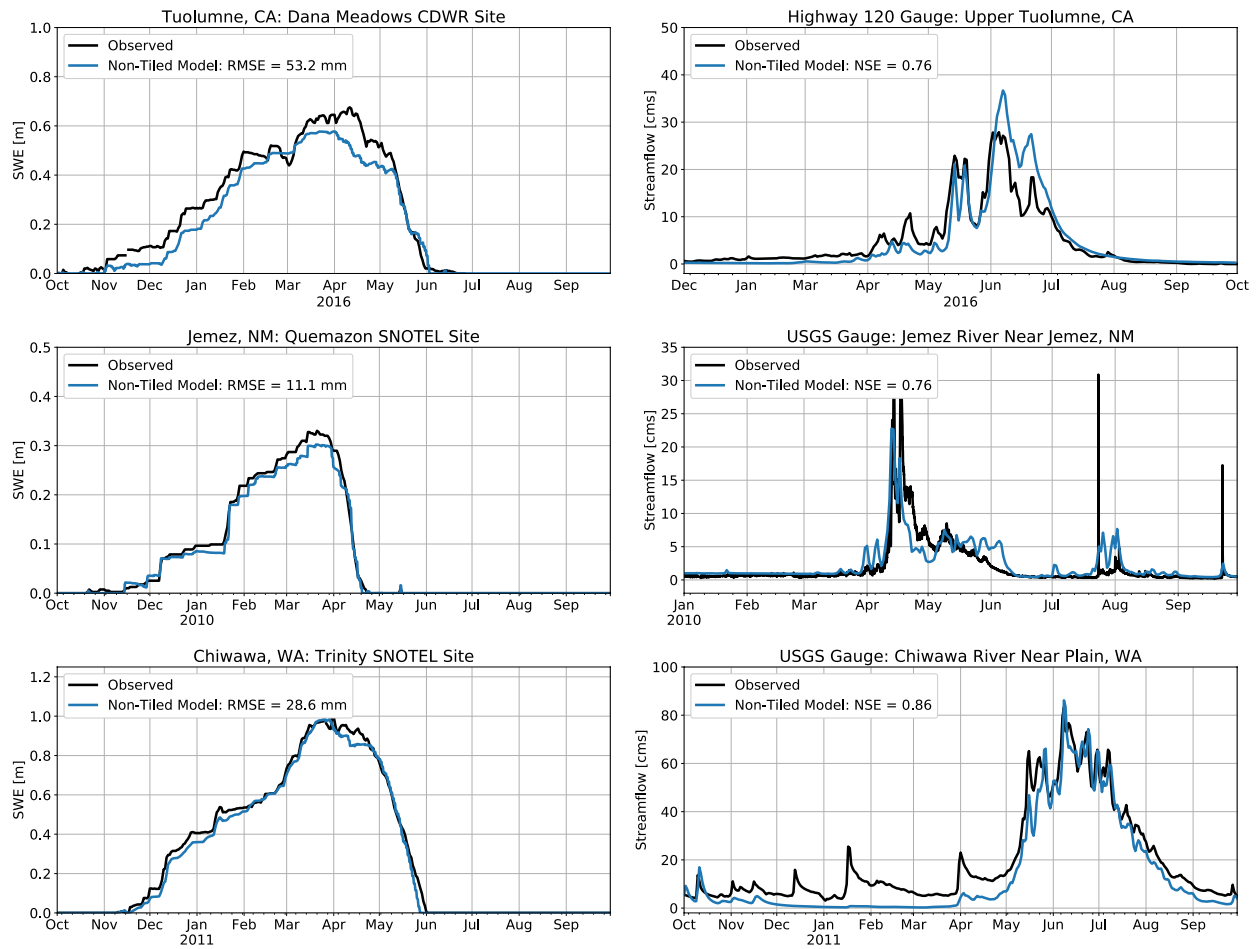 Tuolumne, CA: Dana Meadows CDWR Site
1.0
0.8
0.6
0.4
0.2
0.0
SWE [m]
Observed
Non-Tiled Model: RMSE = 53.2 mm
Oct Nov Dec Jan Feb Mar Apr May Jun Jul Aug Sep
2016
Highway 120 Gauge: Upper Tuolumne, CA
50
40
30
20
10
0
Streamflow [cms]
Observed
Non-Tiled Model: NSE = 0.76
Dec Jan Feb Mar Apr May Jun Jul Aug Sep Oct
2016
Jemez, NM: Quemazon SNOTEL Site
0.5
0.4
0.3
0.2
0.1
0.0
SWE [m]
Observed
Non-Tiled Model: RMSE = 11.1 mm
Oct Nov Dec Jan Feb Mar Apr May Jun Jul Aug Sep
2010
USGS Gauge: Jemez River Near Jemez, NM
35
30
25
20
15
10
5
0
Streamflow [cms]
Observed
Non-Tiled Model: NSE = 0.76
Jan Feb Mar Apr May Jun Jul Aug Sep
2010
Chiwawa, WA: Trinity SNOTEL Site
1.2
1.0
0.8
0.6
0.4
0.2
0.0
SWE [m]
Observed
Non-Tiled Model: RMSE = 28.6 mm
Oct Nov Dec Jan Feb Mar Apr May Jun Jul Aug Sep
2011
USGS Gauge: Chiwawa River Near Plain, WA
100
80
60
40
20
0
Streamflow [cms]
Observed
Non-Tiled Model: NSE = 0.86
Oct Nov Dec Jan Feb Mar Apr May Jun Jul Aug Sep
2011